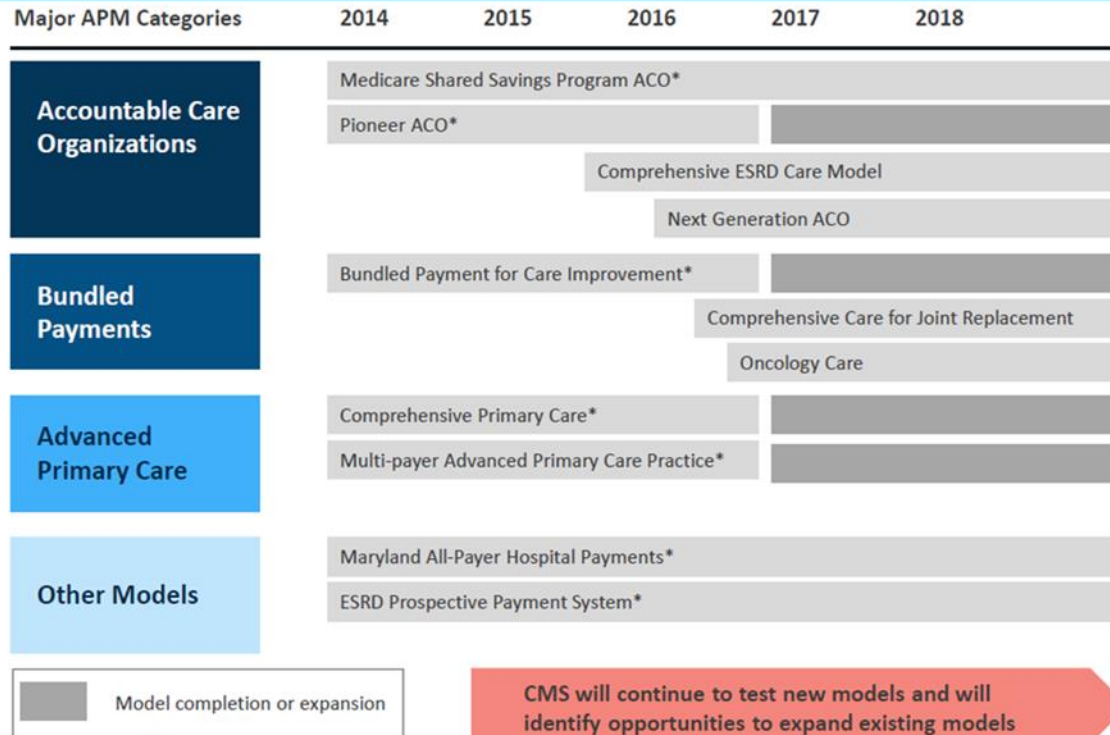 Major APM Categories 2014 2015 2016 2017 2018
Accountable Care
Organizations
Medicare Shared Savings Program ACO*
Pioneer ACO*
Comprehensive ESRD Care Model
Next Generation ACO
Bundled
Payments
Bundled Payment for Care Improvement*
Comprehensive Care for Joint Replacement
Oncology Care
Advanced
Primary Care
Comprehensive Primary Care*
Multi-payer Advanced Primary Care Practice*
Other Models
Maryland All-Payer Hospital Payments*
ESRD Prospective Payment System*
Model completion or expansion
CMS will continue to test new models and will
identify opportunities to expand existing models